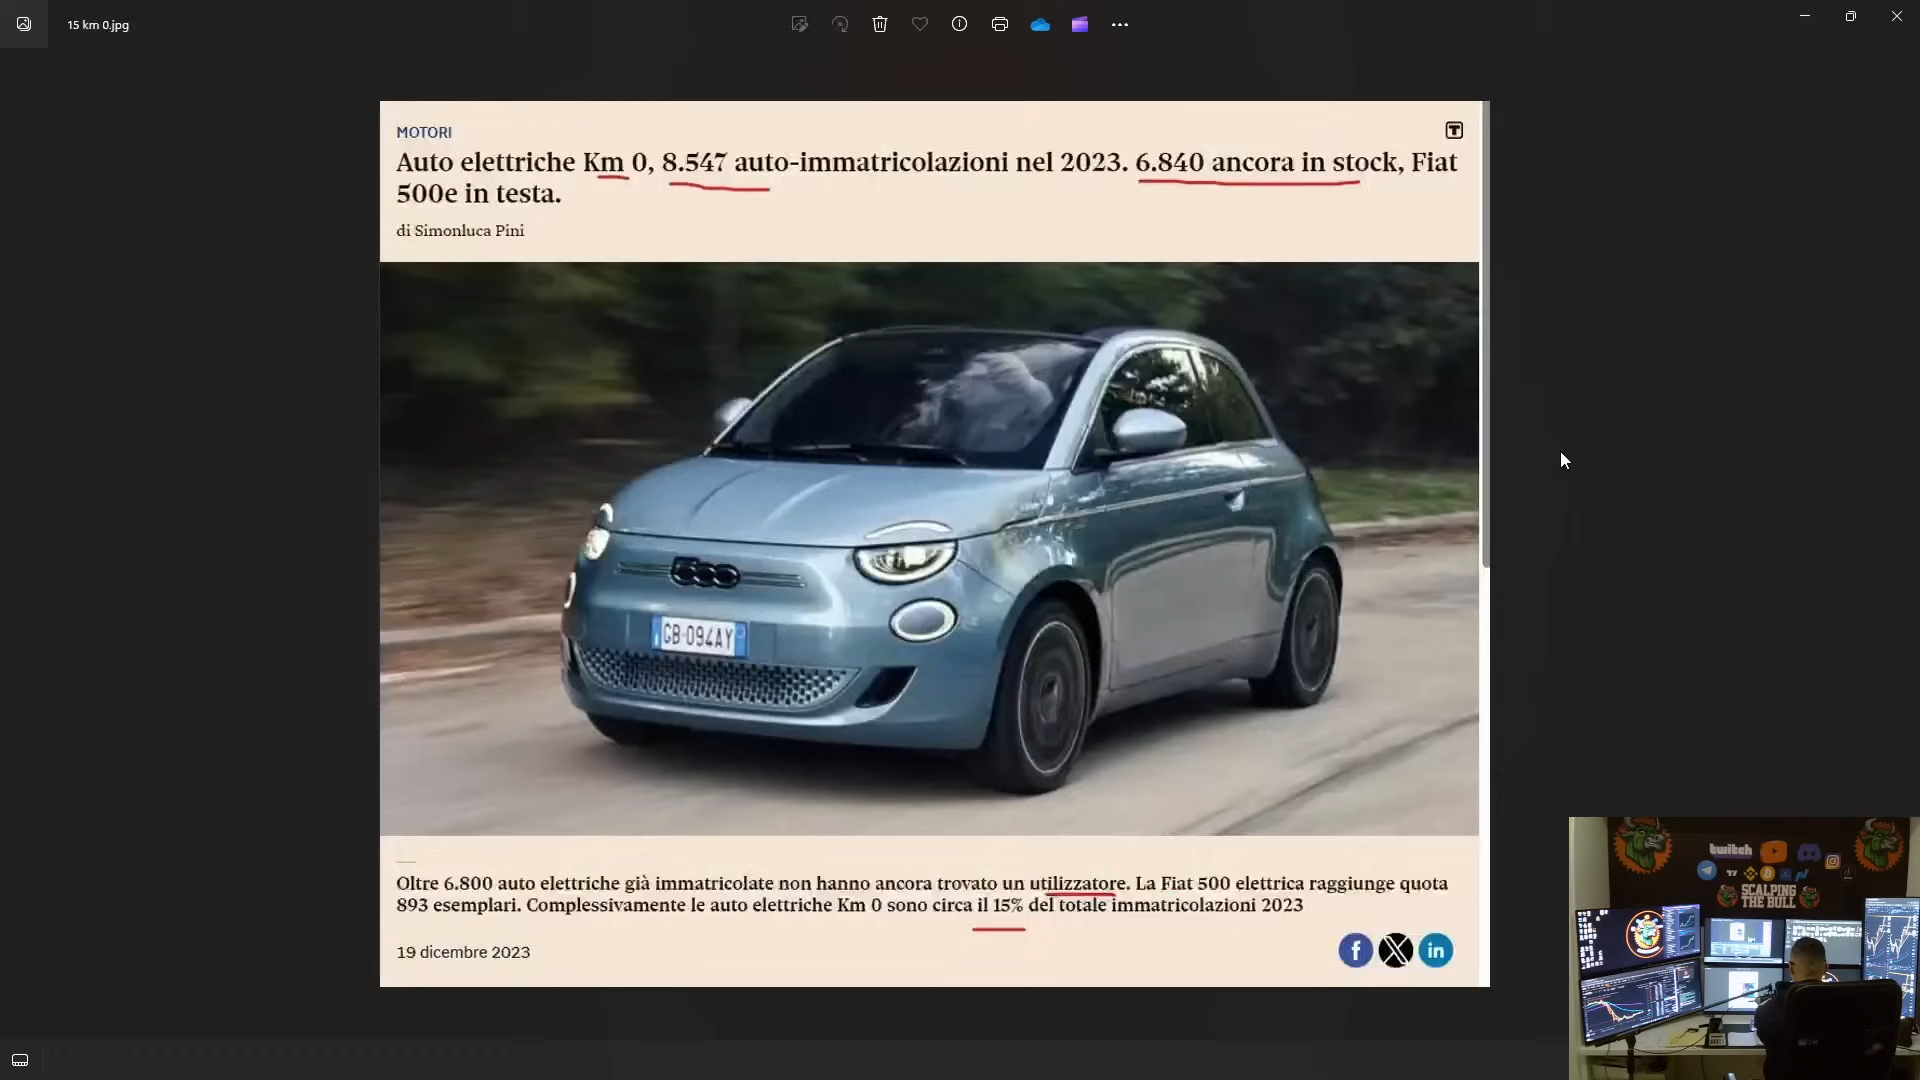 15 km 0.jpg
MOTORI
Auto elettriche Km 0, 8.547 auto-immatricolazioni nel 2023. 6.840 ancora in stock, Fiat
500e in testa.
di Simonluca Pini
500
GB 094AY
Oltre 6.800 auto elettriche già immatricolate non hanno ancora trovato un utilizzatore. La Fiat 500 elettrica raggiunge quota
893 esemplari. Complessivamente le auto elettriche Km 0 sono circa il 15% del totale immatricolazioni 2023
19 dicembre 2023
twitch
SCALPING
THE BULL